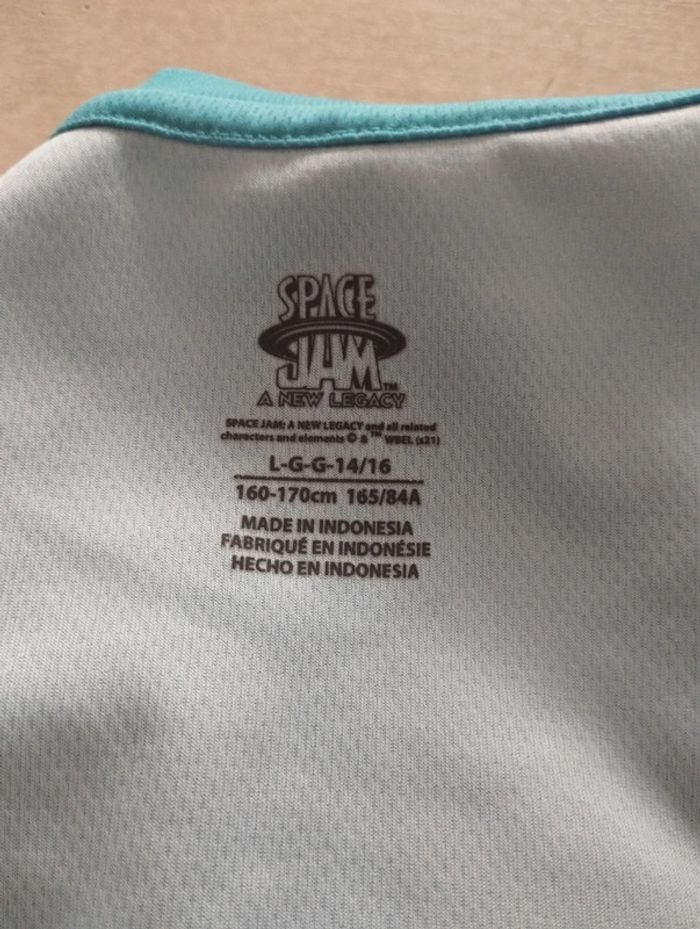 SPACE
JAM™
A NEW LEGACY
SPACE JAM: A NEW LEGACY and all related
characters and elements © & ™ WBEI. (s21)
L-G-G-14/16
160-170cm 165/84A
MADE IN INDONESIA
FABRIQUÉ EN INDONÉSIE
HECHO EN INDONESIA